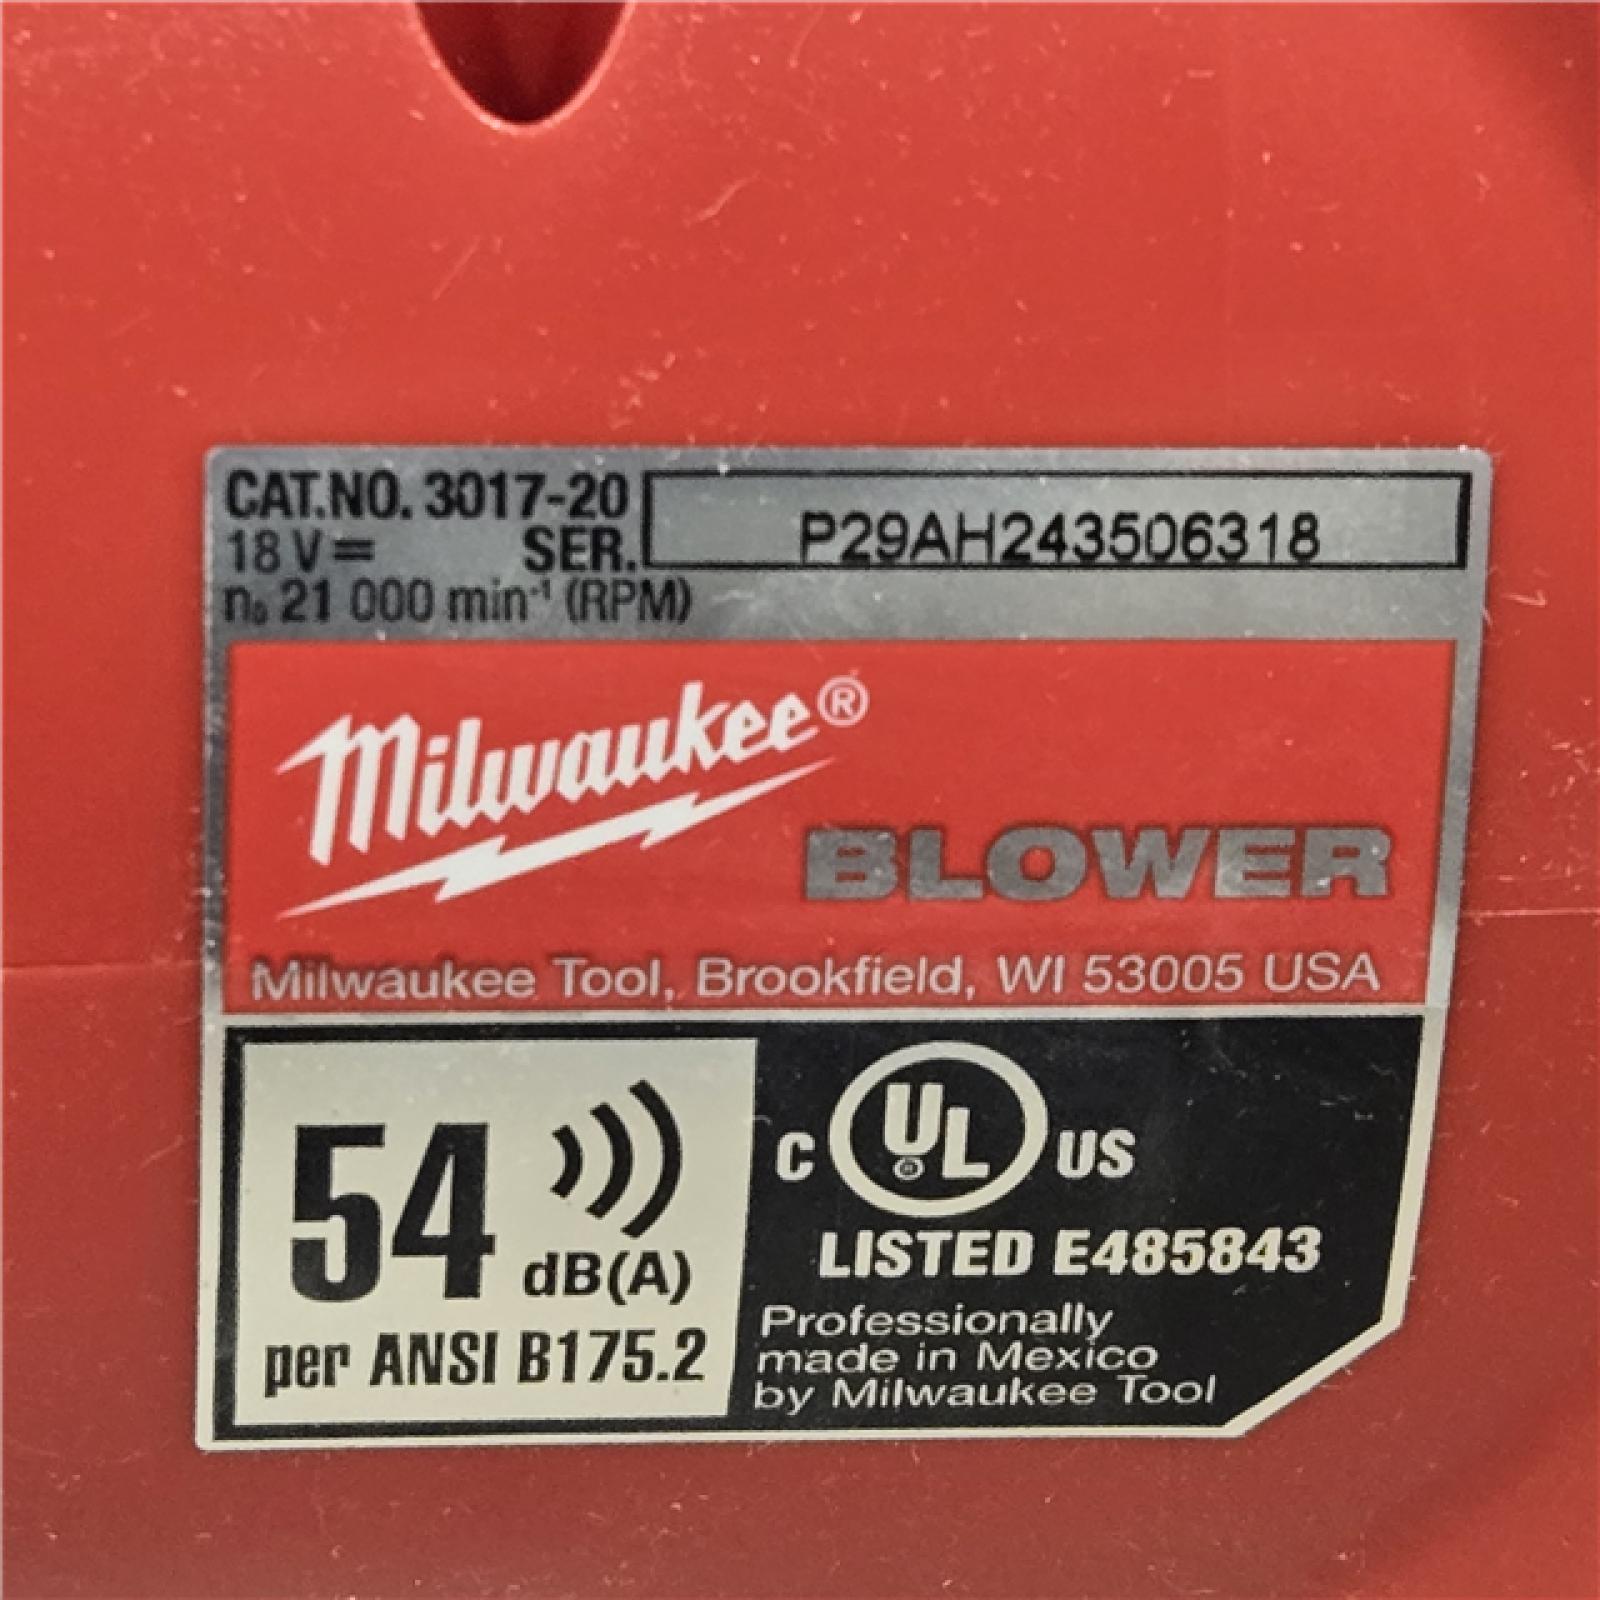 CAT.NO. 3017-20
18 V⎓ SER. P29AH243506318
n₀ 21 000 min⁻¹ (RPM)
Milwaukee®
BLOWER
Milwaukee Tool, Brookfield, WI 53005 USA
54 dB(A)
per ANSI B175.2
C UL® US
LISTED E485843
Professionally
made in Mexico
by Milwaukee Tool